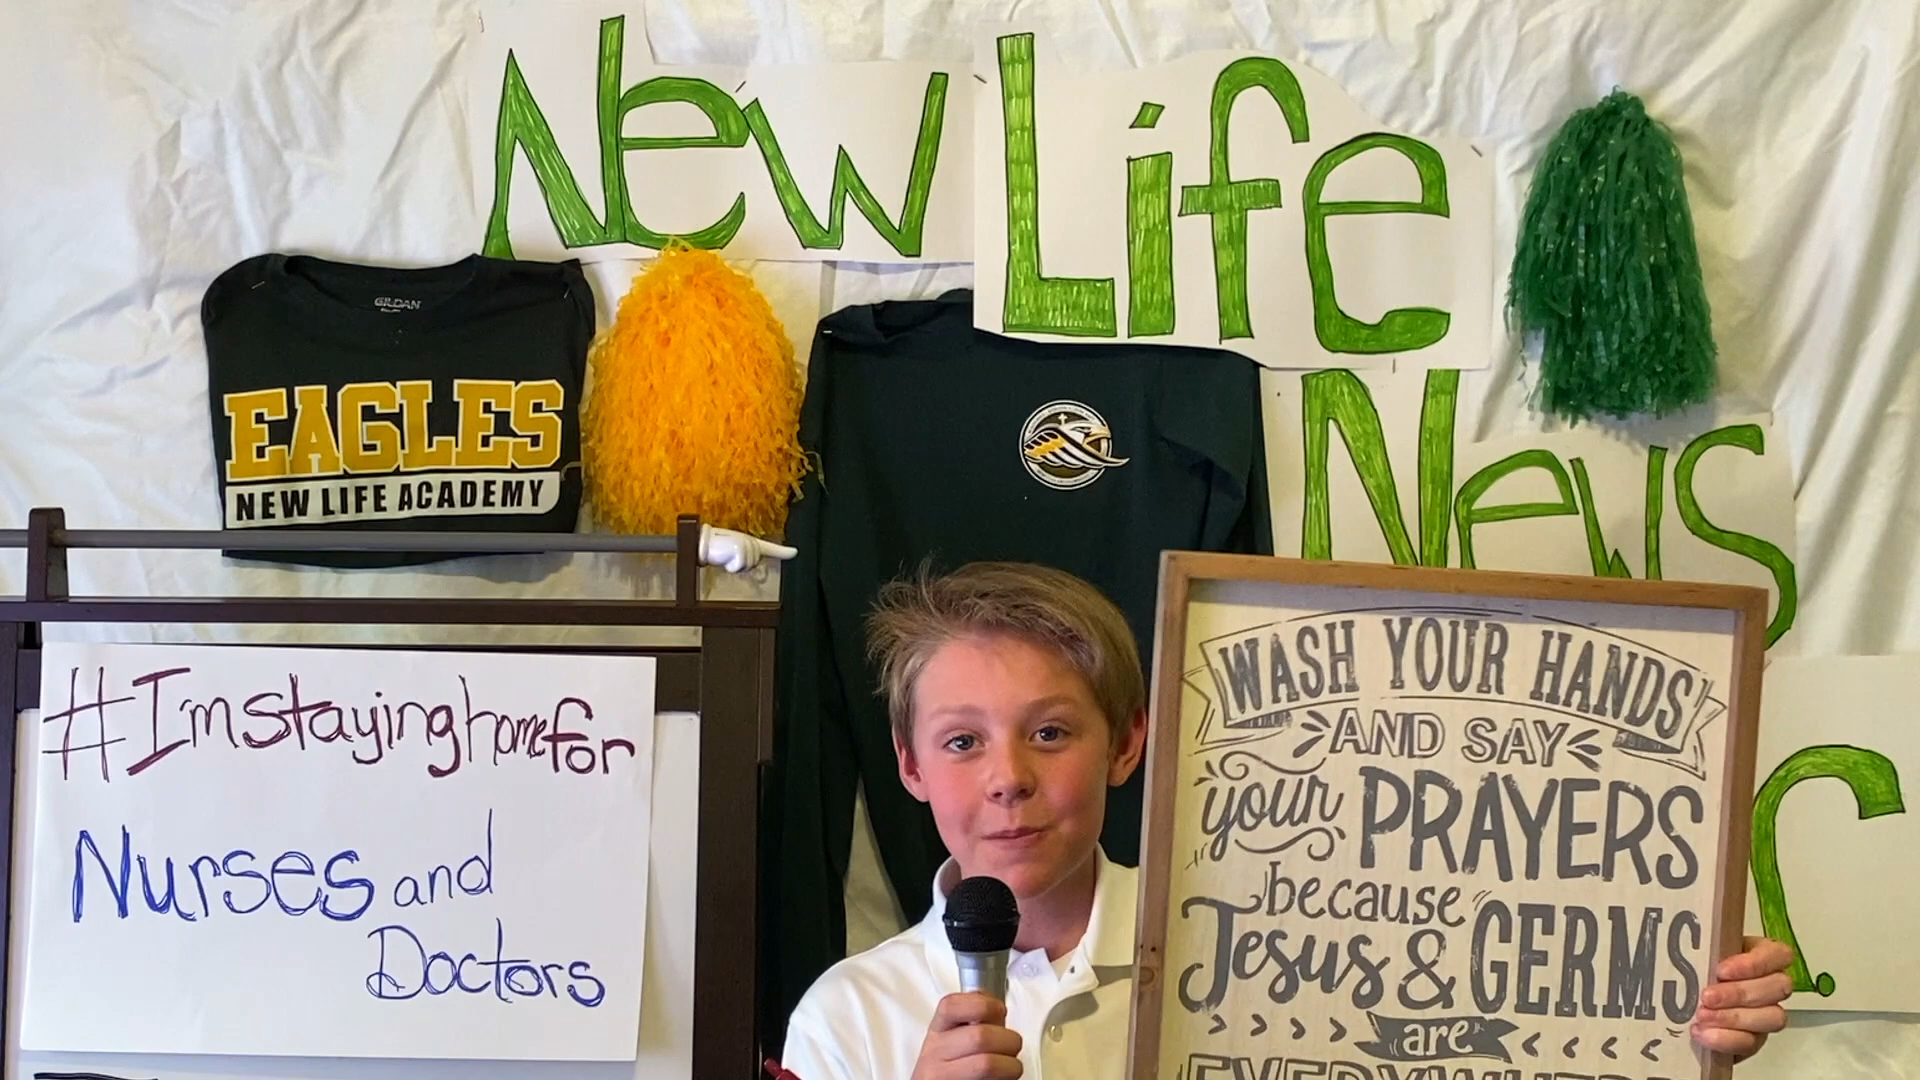 New Life
News
GILDAN
EAGLES
NEW LIFE ACADEMY
#I'mstayinghomefor
Nurses and
Doctors
WASH YOUR HANDS
AND SAY
your PRAYERS
because
Jesus & GERMS
are